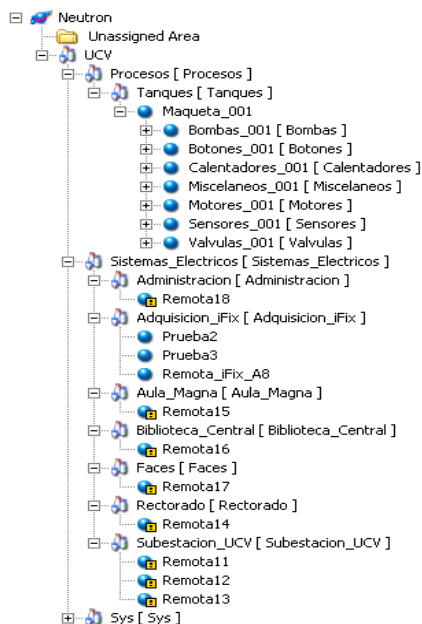 Neutron
Unassigned Area
UCV
Procesos [ Procesos ]
Tanques [ Tanques ]
Maqueta_001
Bombas_001 [ Bombas ]
Botones_001 [ Botones ]
Calentadores_001 [ Calentadores ]
Miscelaneos_001 [ Miscelaneos ]
Motores_001 [ Motores ]
Sensores_001 [ Sensores ]
Valvulas_001 [ Valvulas ]
Sistemas_Electricos [ Sistemas_Electricos ]
Administracion [ Administracion ]
Remota18
Adquisicion_iFix [ Adquisicion_iFix ]
Prueba2
Prueba3
Remota_iFix_A8
Aula_Magna [ Aula_Magna ]
Remota15
Biblioteca_Central [ Biblioteca_Central ]
Remota16
Faces [ Faces ]
Remota17
Rectorado [ Rectorado ]
Remota14
Subestacion_UCV [ Subestacion_UCV ]
Remota11
Remota12
Remota13
Sys [ Sys ]